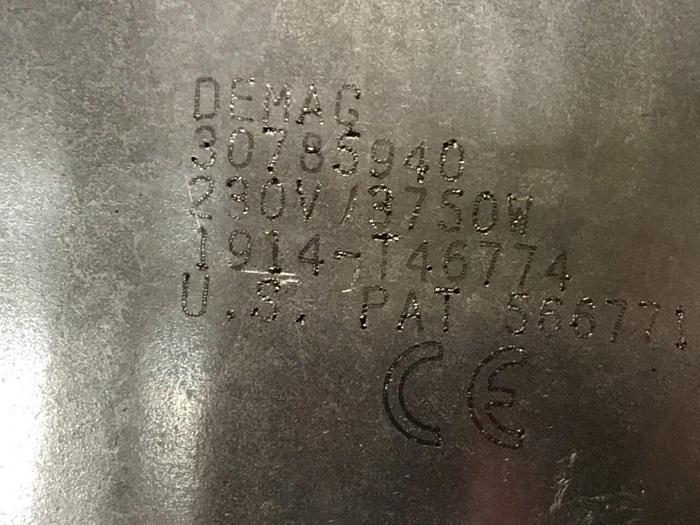 DEMAG
30785940
230V/3750W
1914-T46774
U.S. PAT 566771
CE